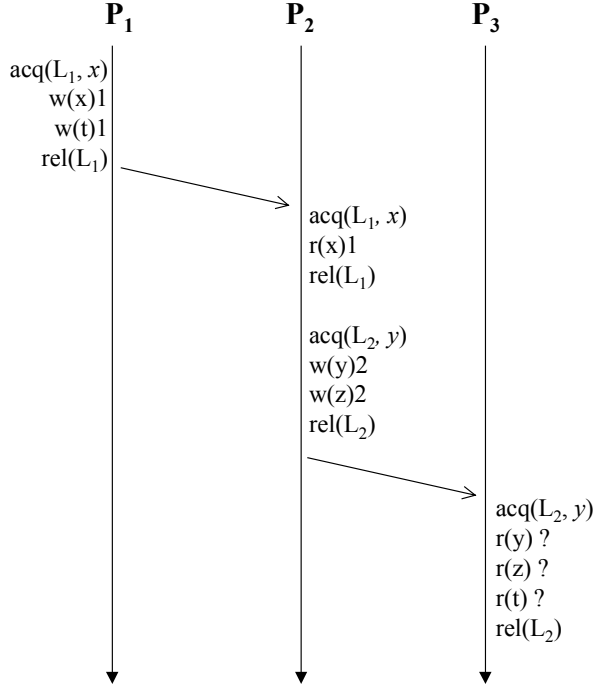 P₁ P₂ P₃
acq(L₁, x)
w(x)1
w(t)1
rel(L₁)
acq(L₁, x)
r(x)1
rel(L₁)
acq(L₂, y)
w(y)2
w(z)2
rel(L₂)
acq(L₂, y)
r(y) ?
r(z) ?
r(t) ?
rel(L₂)